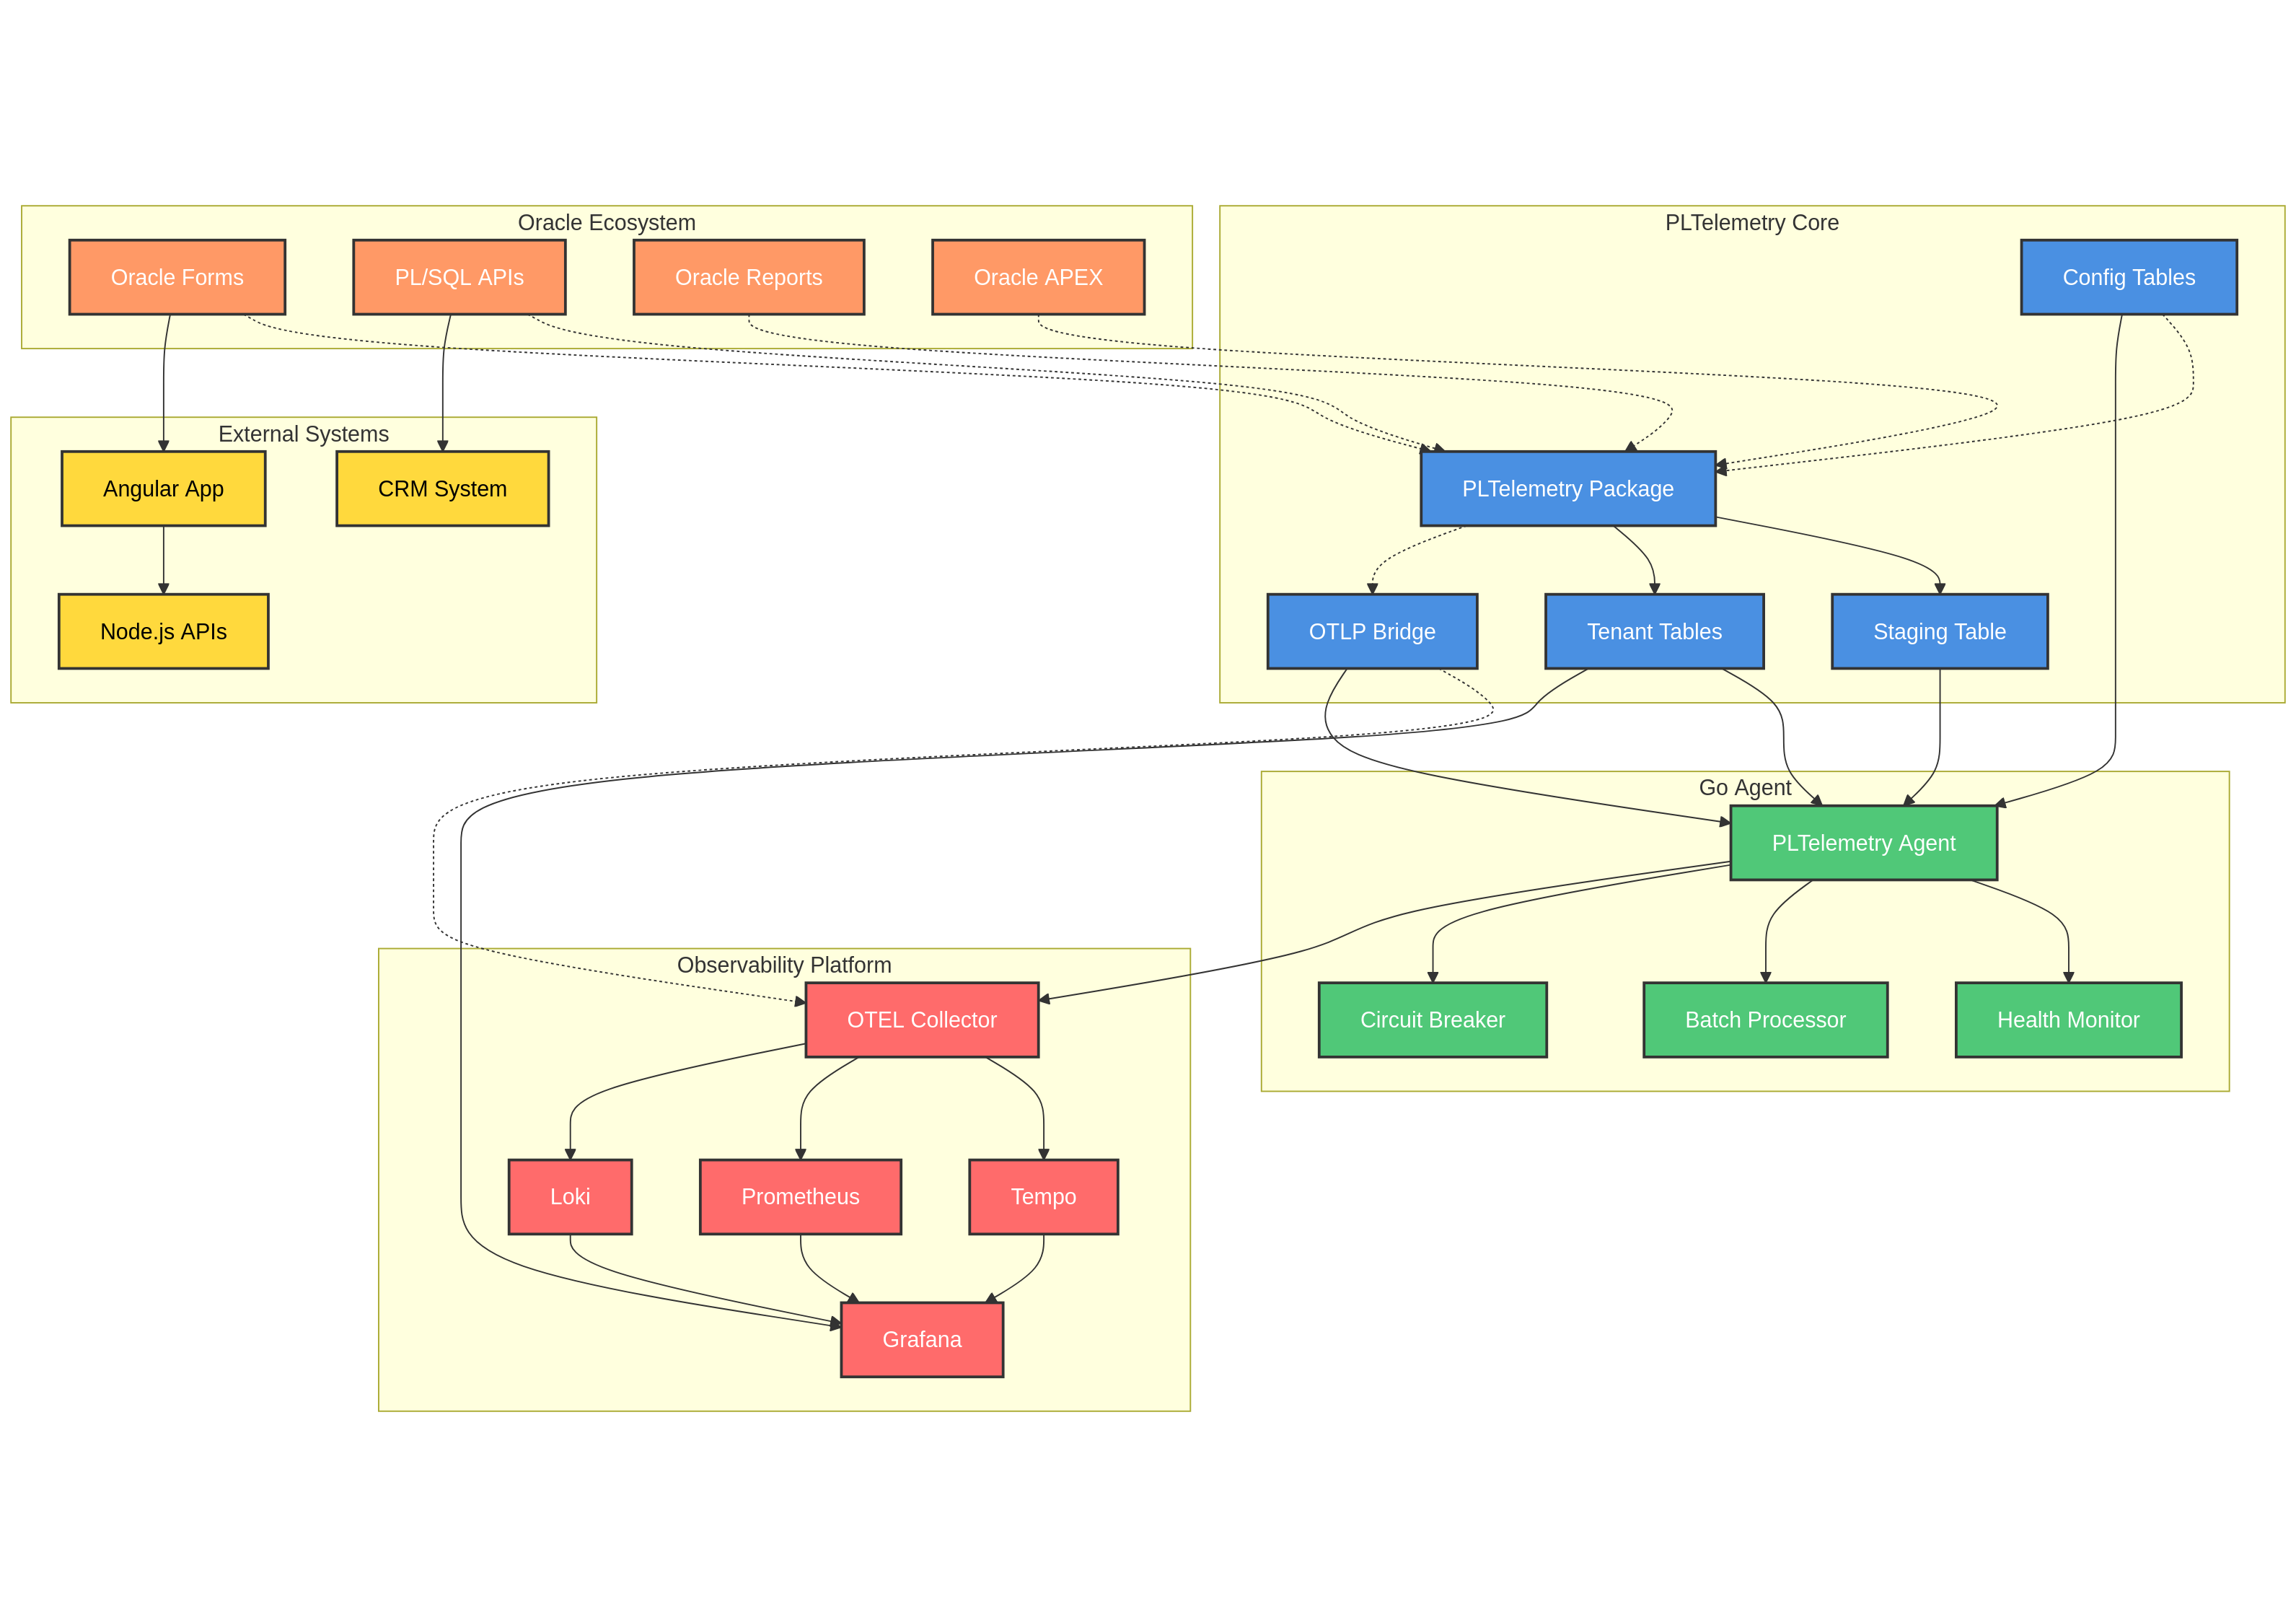 Oracle Ecosystem
Oracle Forms
PL/SQL APIs
Oracle Reports
Oracle APEX
PLTelemetry Core
Config Tables
PLTelemetry Package
OTLP Bridge
Tenant Tables
Staging Table
External Systems
Angular App
CRM System
Node.js APIs
Go Agent
PLTelemetry Agent
Circuit Breaker
Batch Processor
Health Monitor
Observability Platform
OTEL Collector
Loki
Prometheus
Tempo
Grafana